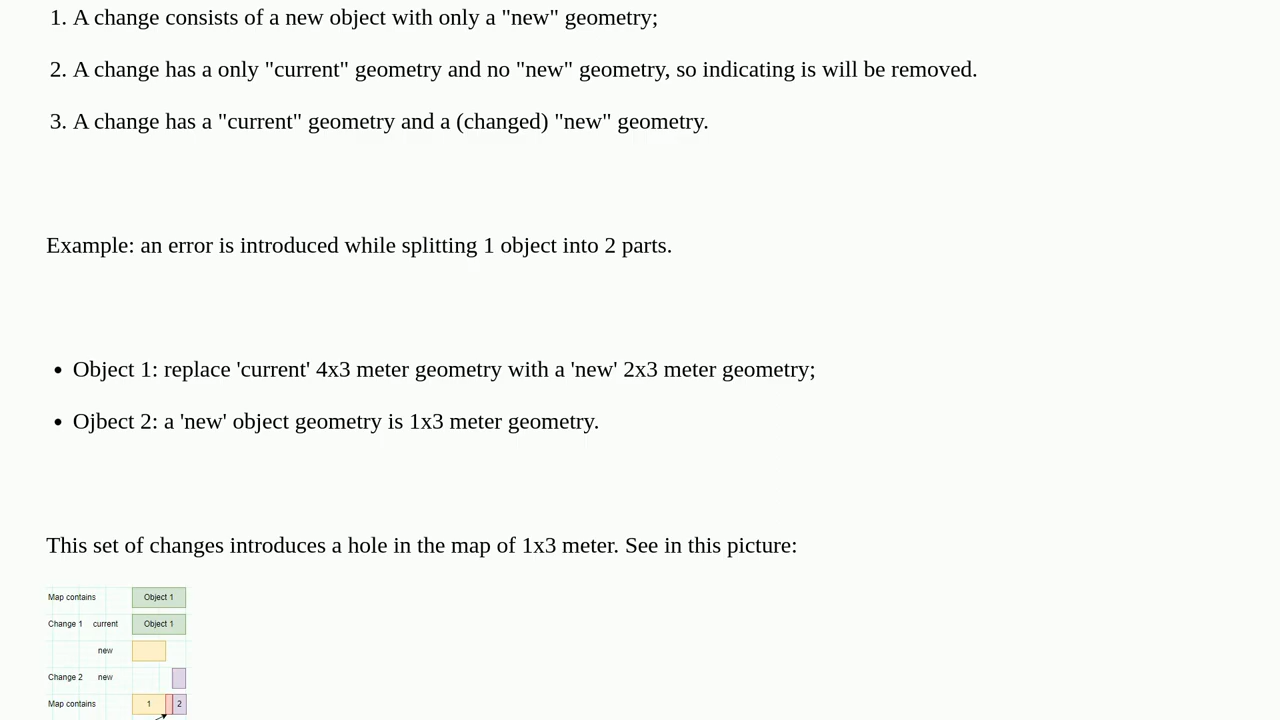 1. A change consists of a new object with only a "new" geometry;
2. A change has a only "current" geometry and no "new" geometry, so indicating is will be removed.
3. A change has a "current" geometry and a (changed) "new" geometry.
Example: an error is introduced while splitting 1 object into 2 parts.
• Object 1: replace 'current' 4x3 meter geometry with a 'new' 2x3 meter geometry;
• Ojbect 2: a 'new' object geometry is 1x3 meter geometry.
This set of changes introduces a hole in the map of 1x3 meter. See in this picture:
Map contains Object 1
Change 1 current Object 1
new
Change 2 new
Map contains 1 2